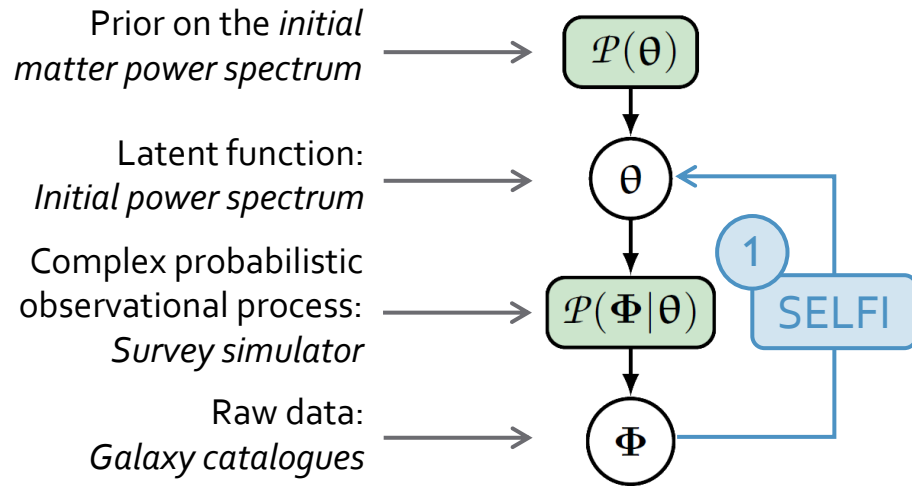 Prior on the initial
matter power spectrum
𝒫(θ)
Latent function:
Initial power spectrum
θ
Complex probabilistic
observational process:
Survey simulator
𝒫(Φ|θ)
1
SELFI
Raw data:
Galaxy catalogues
Φ